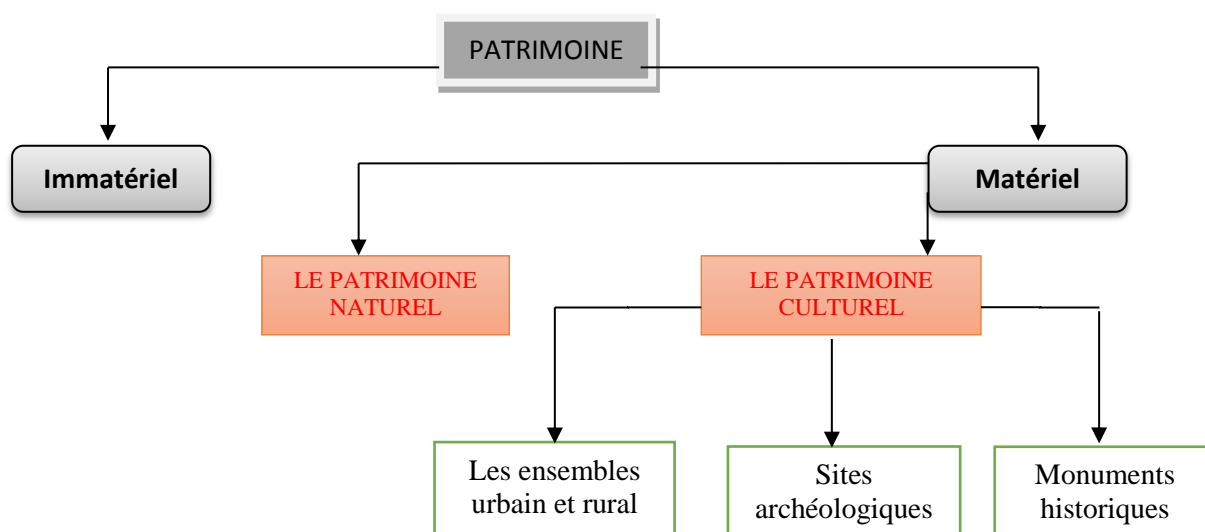 PATRIMOINE
Immatériel
Matériel
LE PATRIMOINE
NATUREL
LE PATRIMOINE
CULTUREL
Les ensembles
urbain et rural
Sites
archéologiques
Monuments
historiques